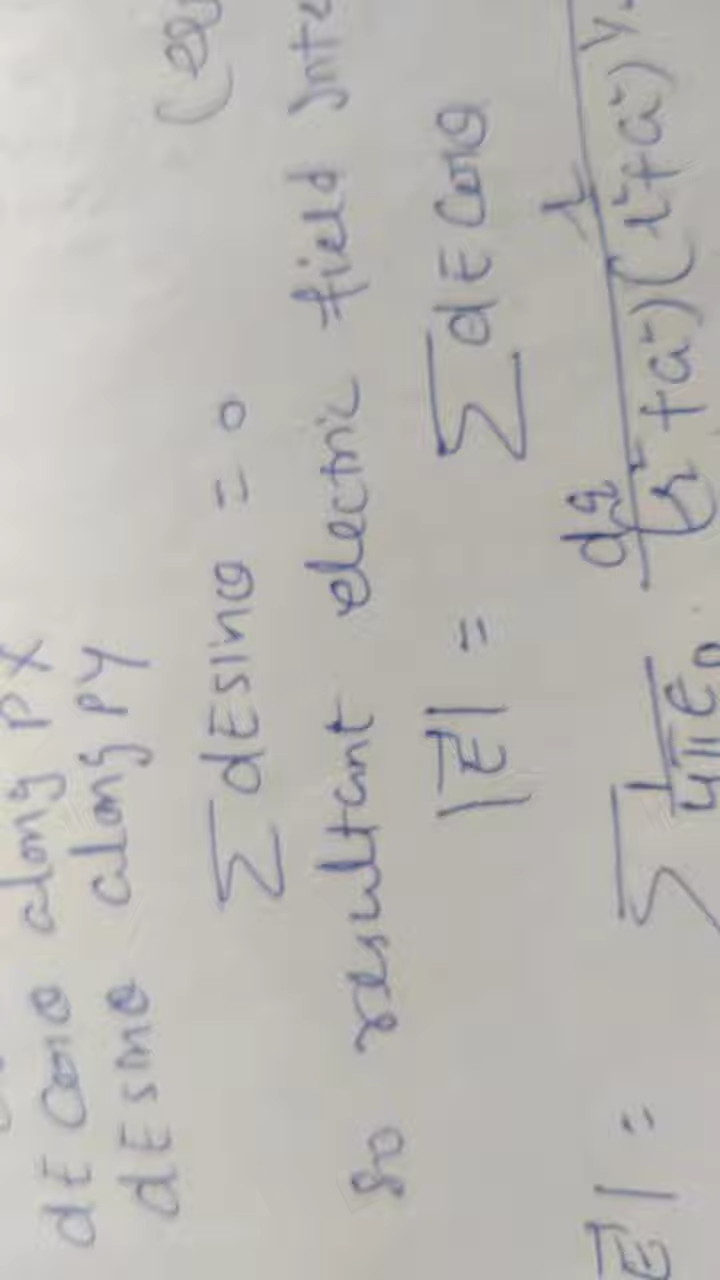 dE cosθ along PX
dE sinθ along PY
∑ dE sinθ = 0
so resultant electric field Inte
|E̅| = ∑ dE cosθ
|E̅| = ∑ 1/4πε₀ dq/(r²+a²) r/(r²+a²)